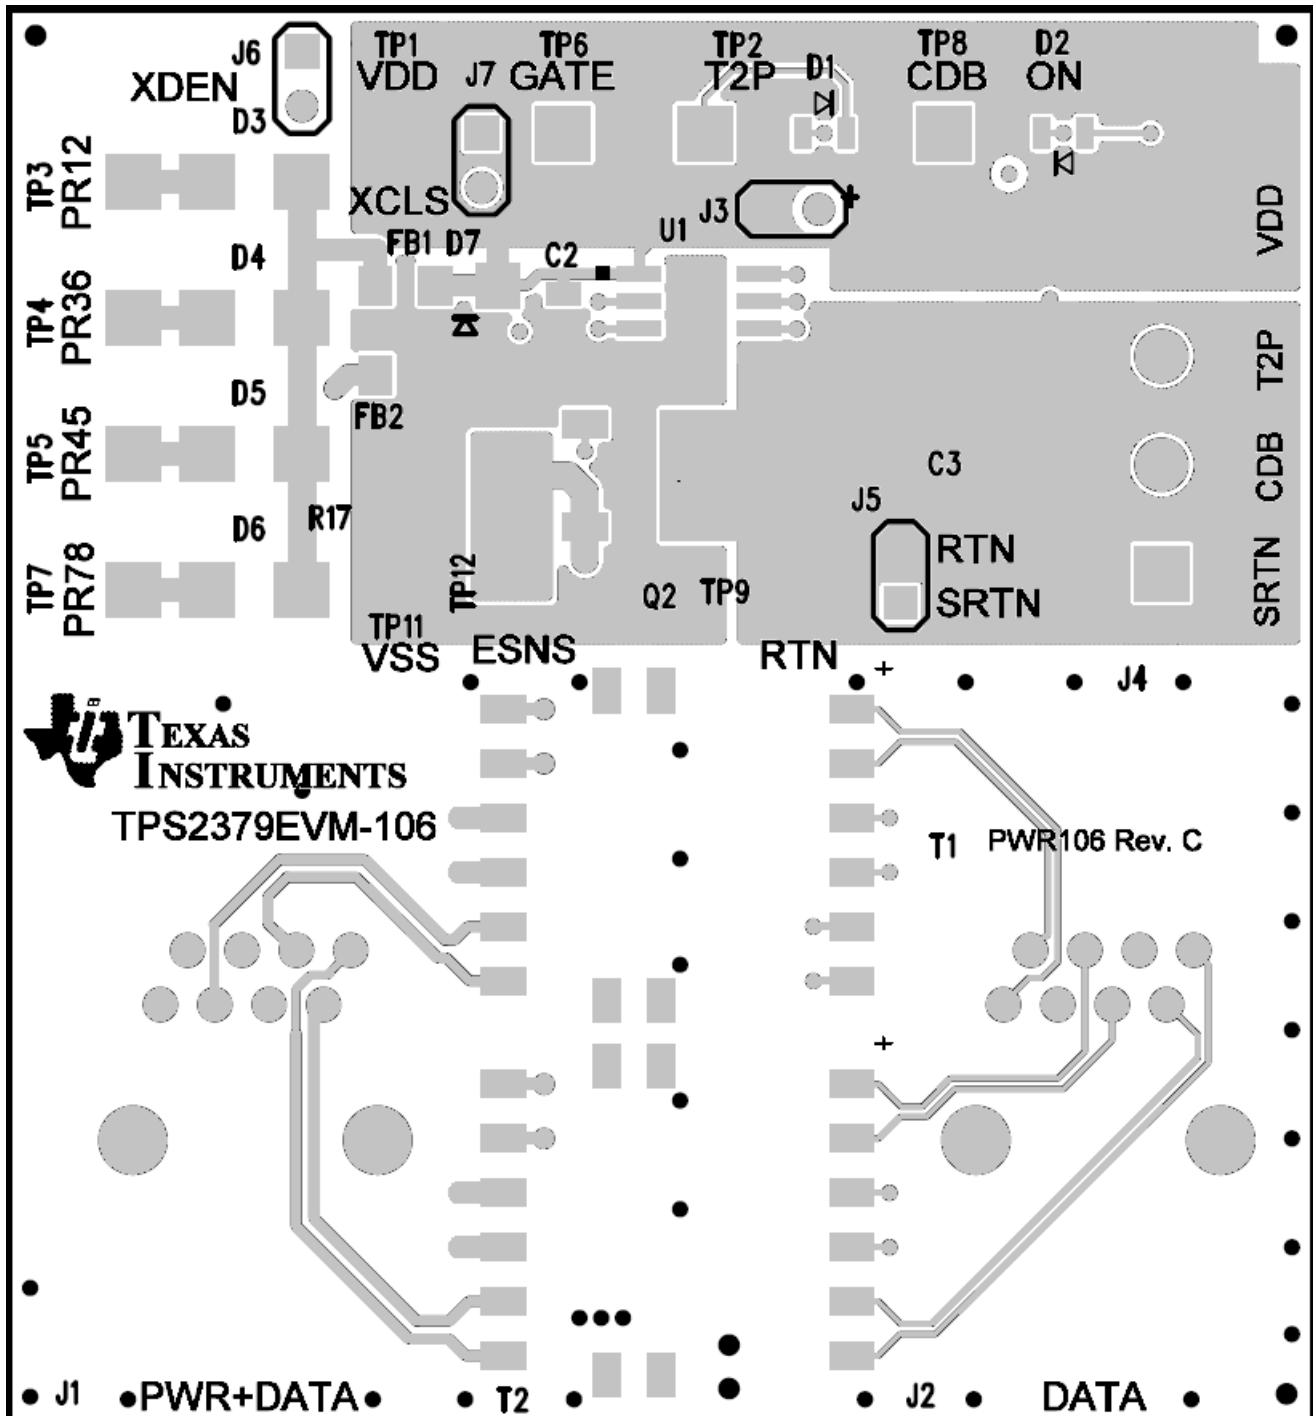 J6
XDEN
D3
TP1
VDD
J7
TP6
GATE
TP2
T2P
D1
TP8
CDB
D2
ON
TP3
PR12
XCLS
J3
+
U1
VDD
D4
FB1
D7
C2
TP4
PR36
T2P
D5
FB2
TP5
PR45
C3
CDB
J5
D6
R17
RTN
TP7
PR78
TP12
Q2
TP9
SRTN
SRTN
TP11
VSS
ESNS
RTN
+
J4
TEXAS
INSTRUMENTS
TPS2379EVM-106
T1
PWR106 Rev. C
+
J1
PWR+DATA
T2
J2
DATA